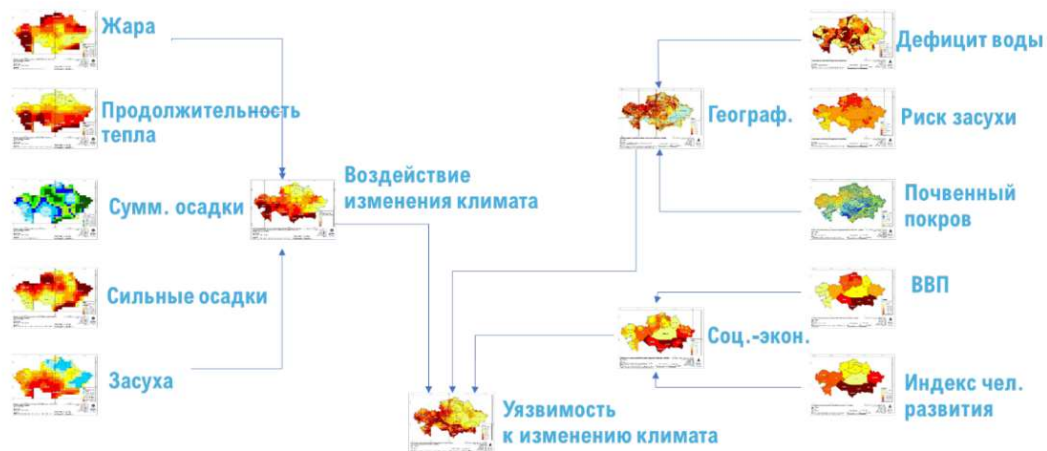 Жара
Продолжительность
тепла
Сумм. осадки
Сильные осадки
Засуха
Воздействие
изменения климата
Уязвимость
к изменению климата
Географ.
Соц.-экон.
Дефицит воды
Риск засухи
Почвенный
покров
ВВП
Индекс чел.
развития